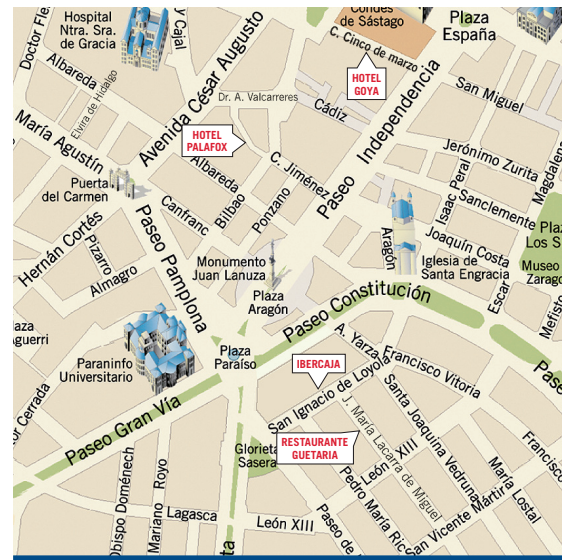 Hospital
Ntra. Sra.
de Gracia
y Cajal
Condes
de Sástago
Plaza
España
C. Cinco de marzo
Doctor
Albareda
Elvira de Hidalgo
Avenida César Augusto
HOTEL
GOYA
Paseo Independencia
San Miguel
Dr. A. Valcarreres
Cádiz
María Agustín
HOTEL
PALAFOX
Jerónimo Zurita
Puerta
del Carmen
Albareda
C. Jiménez
Isaac Peral
Magdalena
Canfranc
Bilbao
Ponzano
Sanclemente
Hernán Cortés
Pizarro
Almagro
Paseo Pamplona
Monumento
Juan Lanuza
Aragón
Joaquín Costa
Iglesia de
Santa Engracia
Los
Museo
Escar
Plaza
Aragón
Paseo Constitución
Paraninfo
Universitario
Plaza
Paraíso
IBERCAJA
A. Yarza
Francisco Vitoria
San Ignacio de Loyola
Cerrada
Paseo Gran Vía
RESTAURANTE
GUETARIA
J. María Lacarra de Miguel
Santa Joaquina Vedruna
Glorieta
Sasera
León XIII
Pedro María Ric
María Lostal
Francisco
San Vicente Mártir
Obispo Doménech
Mariano Royo
Lagasca
León XIII
Paseo de